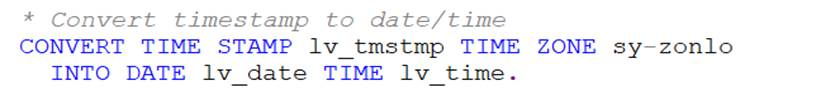 * Convert timestamp to date/time
CONVERT TIME STAMP lv_tmstmp TIME ZONE sy-zonlo
INTO DATE lv_date TIME lv_time.